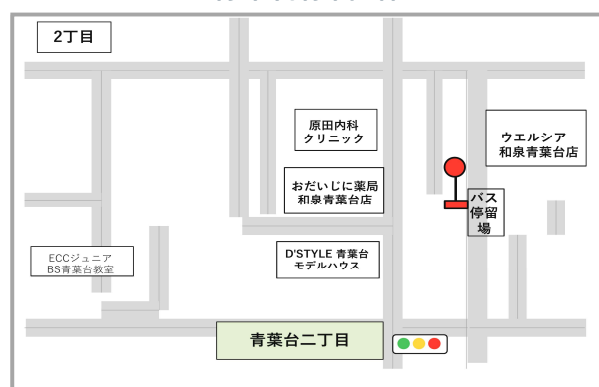 2丁目
原田内科
クリニック
ウエルシア
和泉青葉台店
おだいじに薬局
和泉青葉台店
バス
停留
場
D'STYLE 青葉台
モデルハウス
ECCジュニア
BS青葉台教室
青葉台二丁目